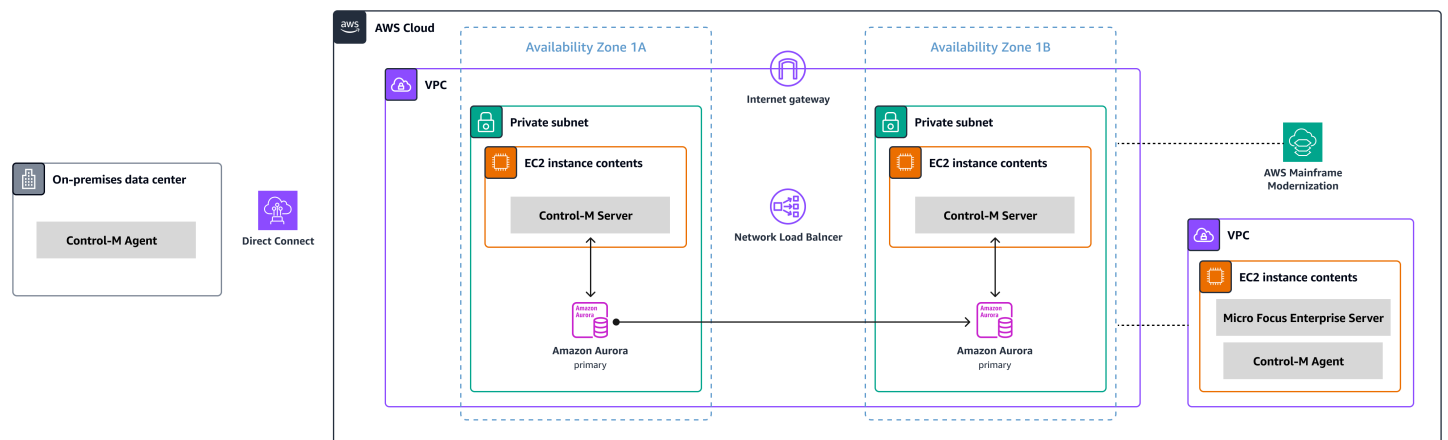 aws
AWS Cloud
Availability Zone 1A
Availability Zone 1B
VPC
Internet gateway
Private subnet
Private subnet
EC2 instance contents
EC2 instance contents
On-premises data center
AWS Mainframe
Modernization
Control-M Server
Control-M Server
Control-M Agent
Direct Connect
Network Load Balncer
VPC
EC2 instance contents
Amazon
Aurora
Amazon
Aurora
Micro Focus Enterprise Server
Amazon Aurora
primary
Amazon Aurora
primary
Control-M Agent